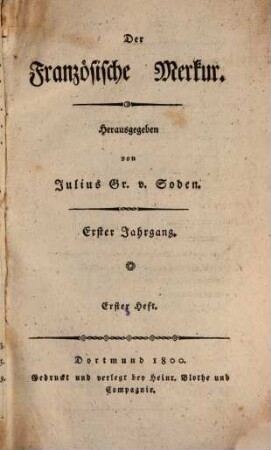 Der
Französische Merkur.
Herausgegeben
von
Julius Gr. v. Soden.
Erster Jahrgang.
Erster Heft.
Dortmund 1800.
Gedruckt und verlegt bey Heinr. Blothe und
Compagnie.